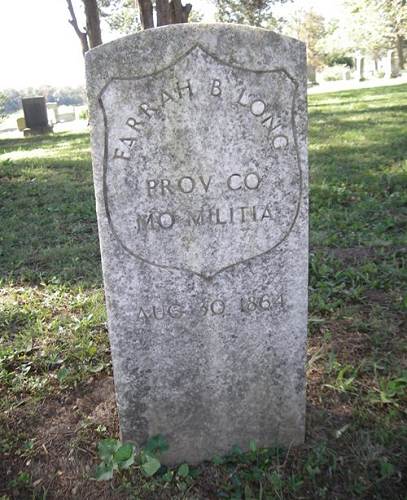 FARRAH B LONG
PROV CO
MO MILITIA
AUG 30 1864